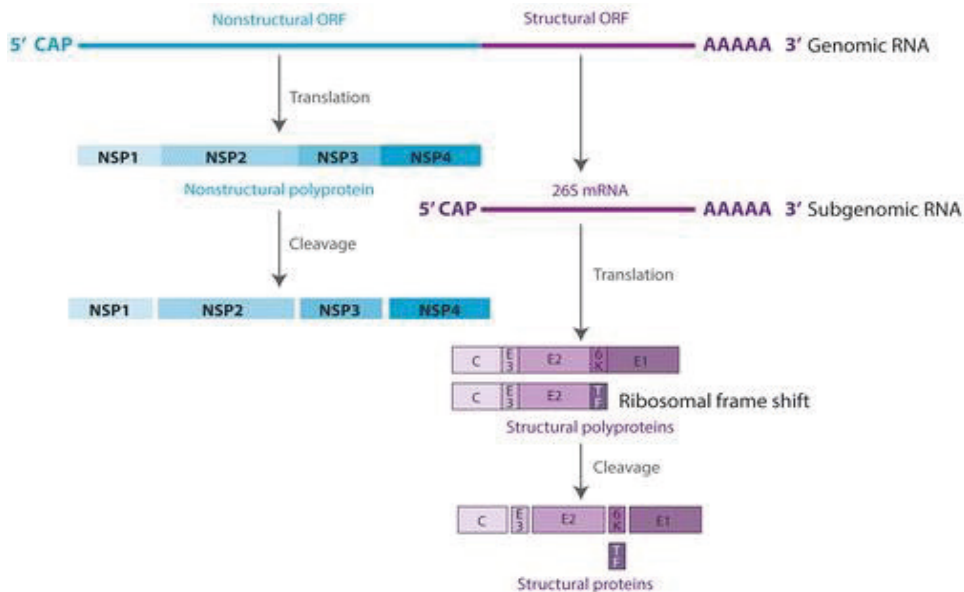 Nonstructural ORF
Structural ORF
5' CAP
AAAAA 3' Genomic RNA
Translation
NSP1 NSP2 NSP3 NSP4
Nonstructural polyprotein
26S mRNA
5' CAP
AAAAA 3' Subgenomic RNA
Cleavage
Translation
NSP1 NSP2 NSP3 NSP4
C E3 E2 6K E1
C E3 E2 TF Ribosomal frame shift
Structural polyproteins
Cleavage
C E3 E2 6K E1
TF
Structural proteins